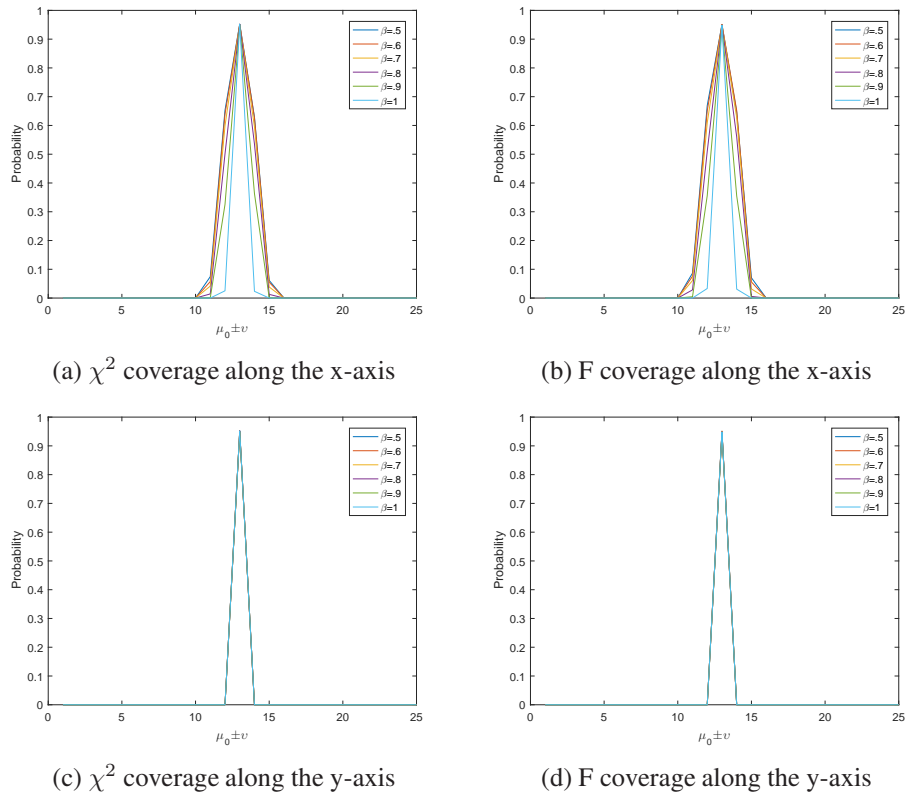 1
0.9
0.8
0.7
0.6
0.5
0.4
0.3
0.2
0.1
0
Probability
0 5 10 15 20 25
μ₀±υ
β=.5
β=.6
β=.7
β=.8
β=.9
β=1
(a) χ² coverage along the x-axis
1
0.9
0.8
0.7
0.6
0.5
0.4
0.3
0.2
0.1
0
Probability
0 5 10 15 20 25
μ₀±υ
β=.5
β=.6
β=.7
β=.8
β=.9
β=1
(b) F coverage along the x-axis
1
0.9
0.8
0.7
0.6
0.5
0.4
0.3
0.2
0.1
0
Probability
0 5 10 15 20 25
μ₀±υ
β=.5
β=.6
β=.7
β=.8
β=.9
β=1
(c) χ² coverage along the y-axis
1
0.9
0.8
0.7
0.6
0.5
0.4
0.3
0.2
0.1
0
Probability
0 5 10 15 20 25
μ₀±υ
β=.5
β=.6
β=.7
β=.8
β=.9
β=1
(d) F coverage along the y-axis